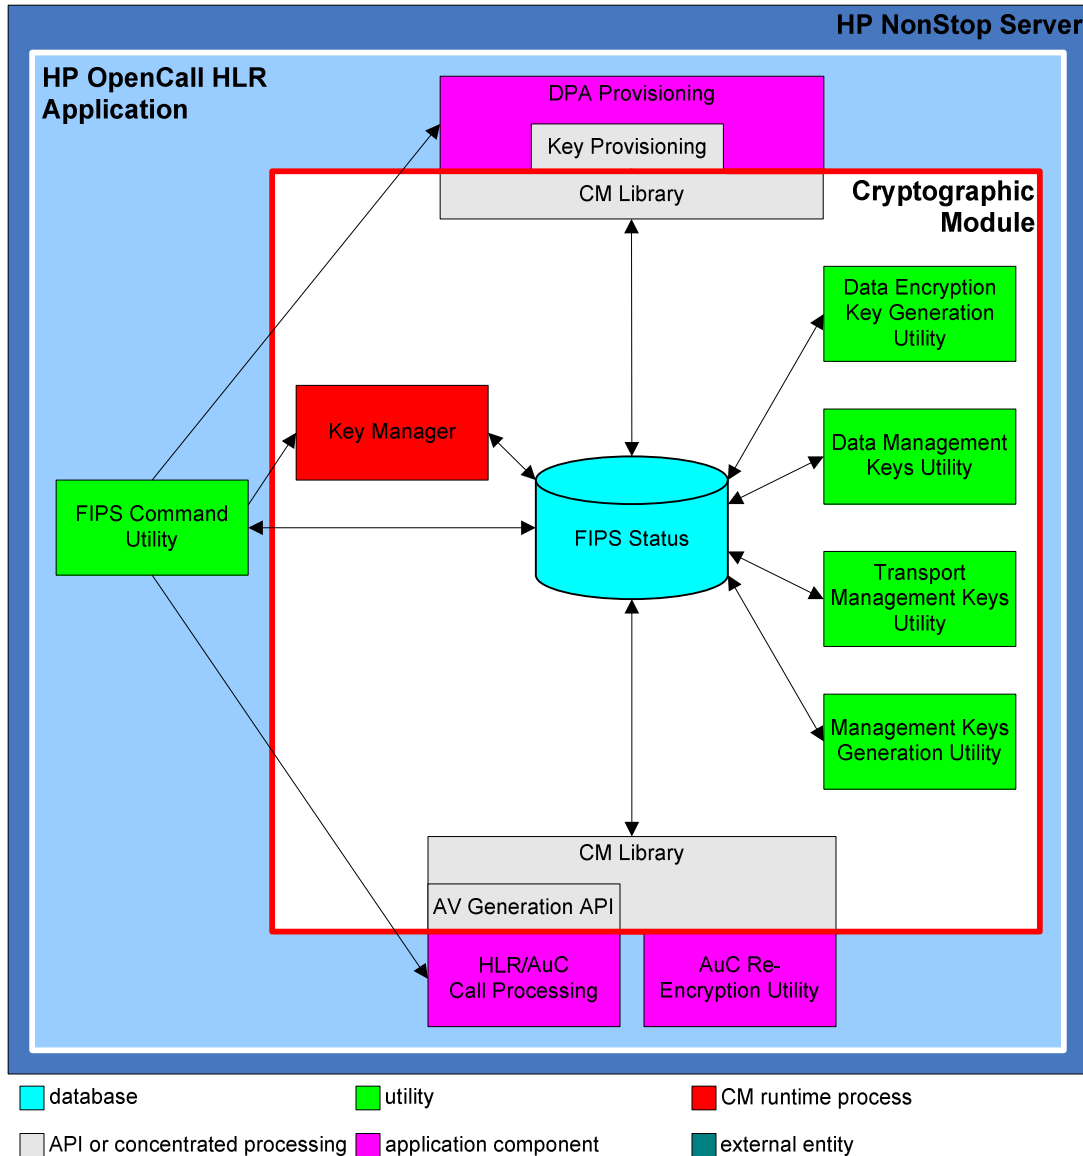 HP NonStop Server
HP OpenCall HLR
Application
DPA Provisioning
Key Provisioning
CM Library
Cryptographic
Module
Data Encryption
Key Generation
Utility
Key Manager
Data Management
Keys Utility
FIPS Command
Utility
FIPS Status
Transport
Management Keys
Utility
Management Keys
Generation Utility
CM Library
AV Generation API
HLR/AuC
Call Processing
AuC Re-
Encryption Utility
database
utility
CM runtime process
API or concentrated processing
application component
external entity